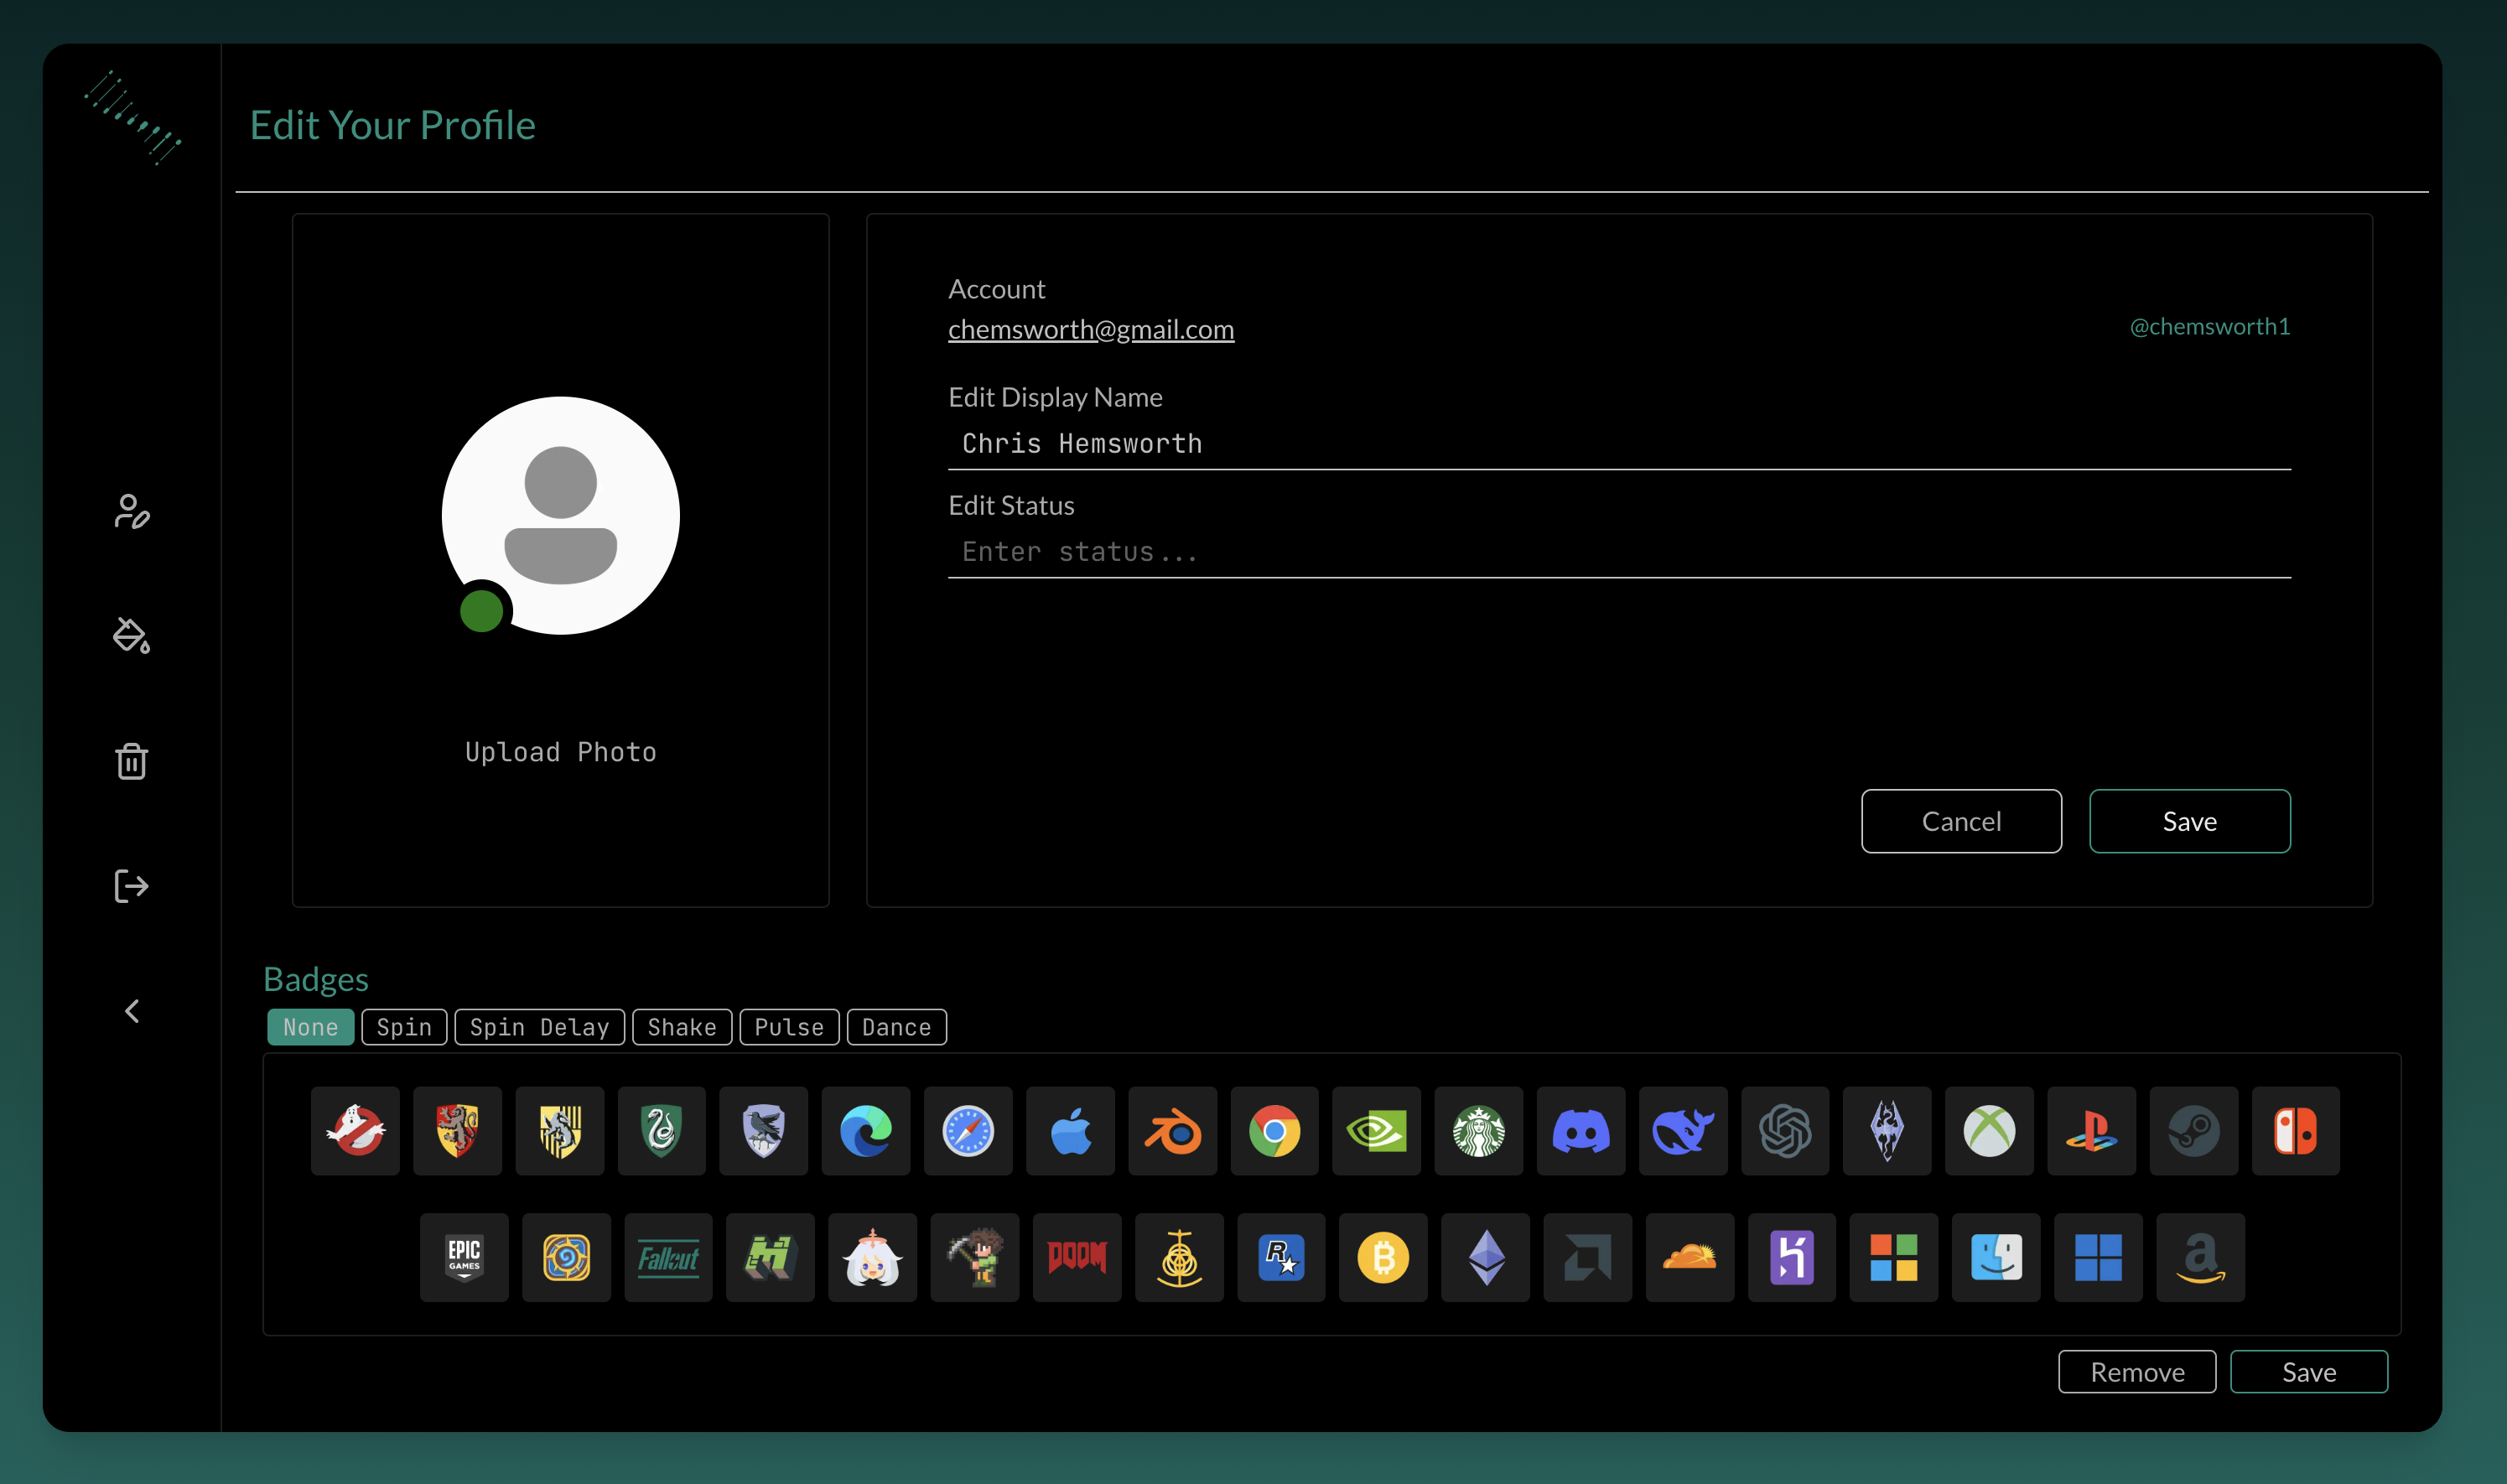 Edit Your Profile
Account
chemsworth@gmail.com
@chemsworth1
Edit Display Name
Chris Hemsworth
Edit Status
Enter status...
Upload Photo
Cancel
Save
Badges
None
Spin
Spin Delay
Shake
Pulse
Dance
EPIC
GAMES
Fallout
DOOM
R
a
Remove
Save